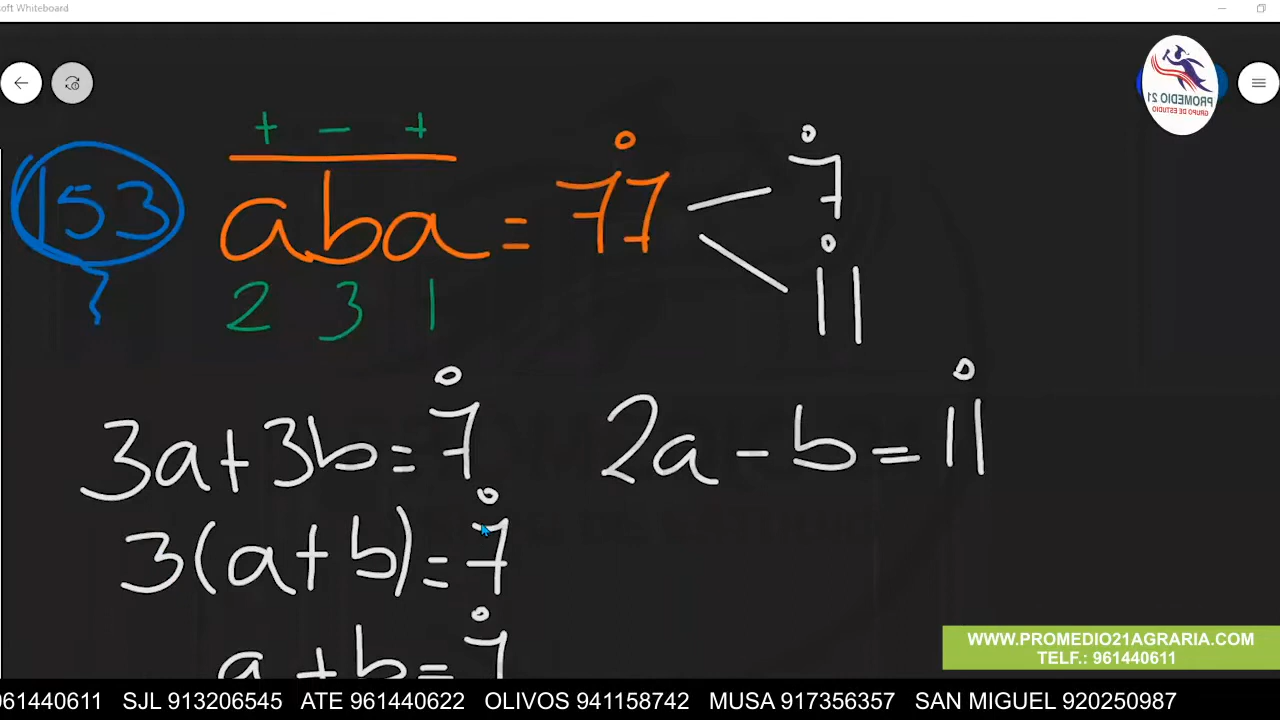 soft Whiteboard
PROMEDIO 21
GRUPO DE ESTUDIO
+ - +
153
aba = 77° 7°
11°
2 3 1
3a+3b=7° 2a-b=11°
3(a+b)=7°
a+b=7°
WWW.PROMEDIO21AGRARIA.COM
TELF.: 961440611
961440611 SJL 913206545 ATE 961440622 OLIVOS 941158742 MUSA 917356357 SAN MIGUEL 920250987